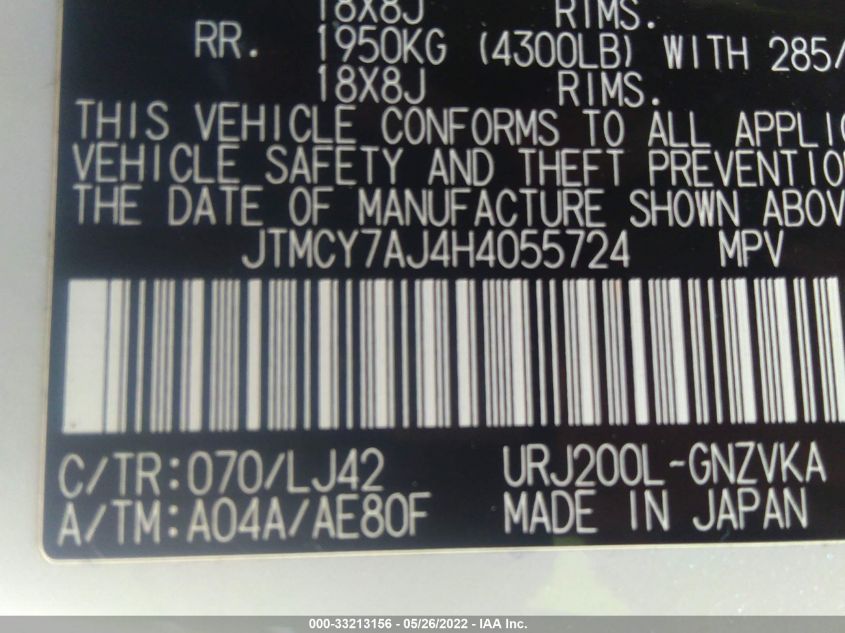 18X8J RIMS.
RR. 1950KG (4300LB) WITH 285/
18X8J RIMS.
THIS VEHICLE CONFORMS TO ALL APPLIC
VEHICLE SAFETY AND THEFT PREVENTIO
THE DATE OF MANUFACTURE SHOWN ABOV
JTMCY7AJ4H4055724 MPV
C/TR:070/LJ42 URJ200L-GNZVKA
A/TM:A04A/AE80F MADE IN JAPAN
000-33213156 - 05/26/2022 - IAA Inc.